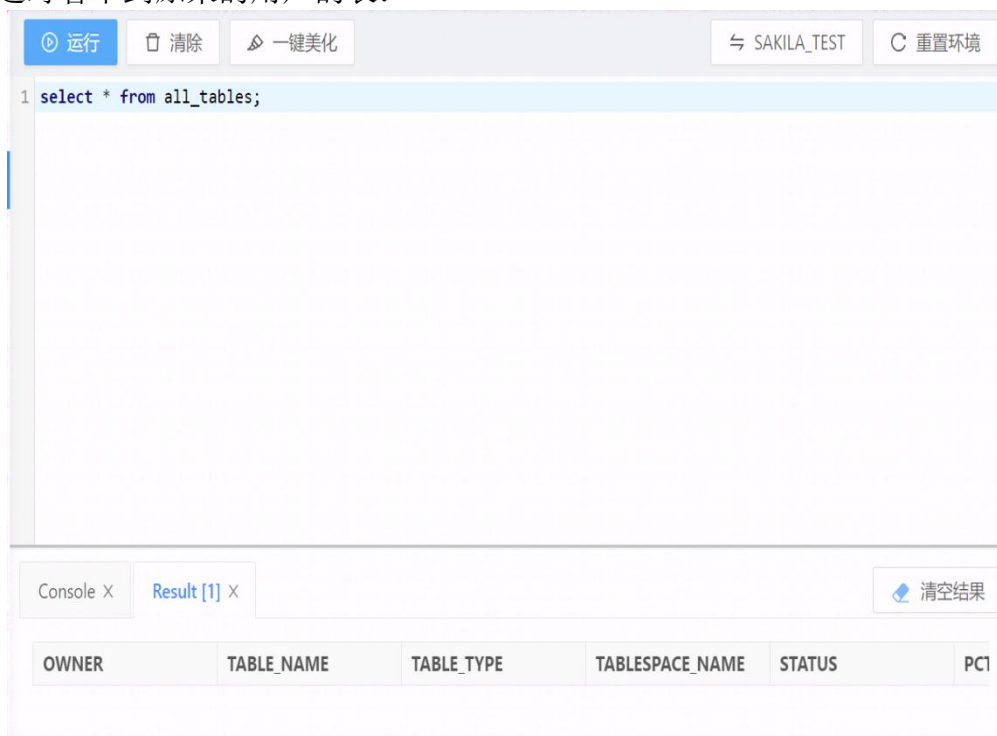 运行 清除 一键美化 SAKILA_TEST 重置环境
1 select * from all_tables;
Console X Result [1] X 清空结果
OWNER TABLE_NAME TABLE_TYPE TABLESPACE_NAME STATUS